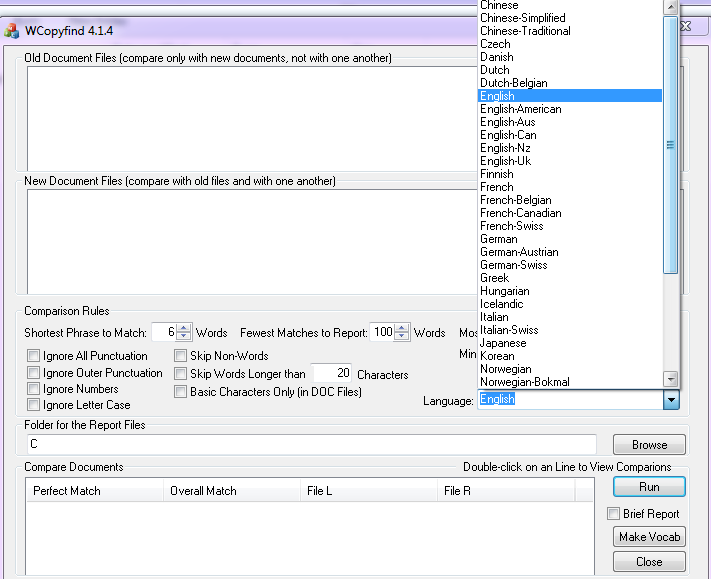 WCopyfind 4.1.4
Old Document Files (compare only with new documents, not with one another)
New Document Files (compare with old files and with one another)
Comparison Rules
Shortest Phrase to Match: 6 Words Fewest Matches to Report: 100 Words Mos
Min
Ignore All Punctuation Skip Non-Words
Ignore Outer Punctuation Skip Words Longer than 20 Characters
Ignore Numbers Basic Characters Only (in DOC Files)
Ignore Letter Case
Language: English
Chinese
Chinese-Simplified
Chinese-Traditional
Czech
Danish
Dutch
Dutch-Belgian
English
English-American
English-Aus
English-Can
English-Nz
English-Uk
Finnish
French
French-Belgian
French-Canadian
French-Swiss
German
German-Austrian
German-Swiss
Greek
Hungarian
Icelandic
Italian
Italian-Swiss
Japanese
Korean
Norwegian
Norwegian-Bokmal
Folder for the Report Files
C Browse
Compare Documents Double-click on an Line to View Comparions
Perfect Match Overall Match File L File R
Run
Brief Report
Make Vocab
Close